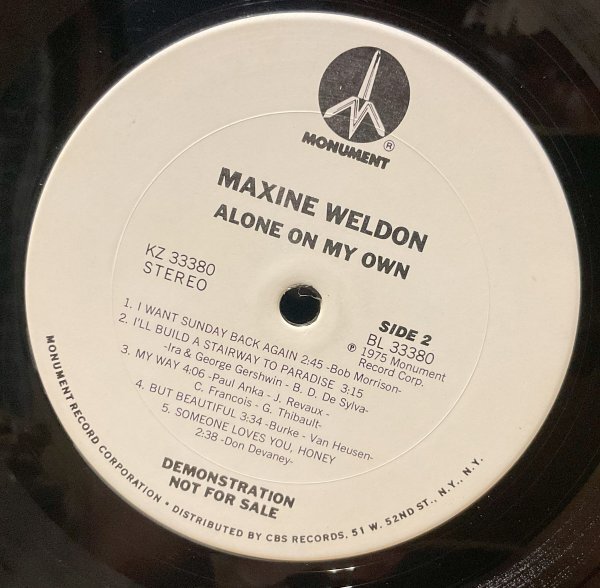 MONUMENT ®
MAXINE WELDON
ALONE ON MY OWN
KZ 33380
STEREO
SIDE 2
BL 33380
℗ 1975 Monument
Record Corp.
1. I WANT SUNDAY BACK AGAIN 2:45 -Bob Morrison-
2. I'LL BUILD A STAIRWAY TO PARADISE 3:15
-Ira & George Gershwin - B. D. De Sylva-
3. MY WAY 4:06 -Paul Anka - J. Revaux -
C. Francois - G. Thibault-
4. BUT BEAUTIFUL 3:34 -Burke - Van Heusen-
5. SOMEONE LOVES YOU, HONEY
2:38 -Don Devaney-
DEMONSTRATION
NOT FOR SALE
MONUMENT RECORD CORPORATION • DISTRIBUTED BY CBS RECORDS, 51 W. 52ND ST., N.Y., N.Y.